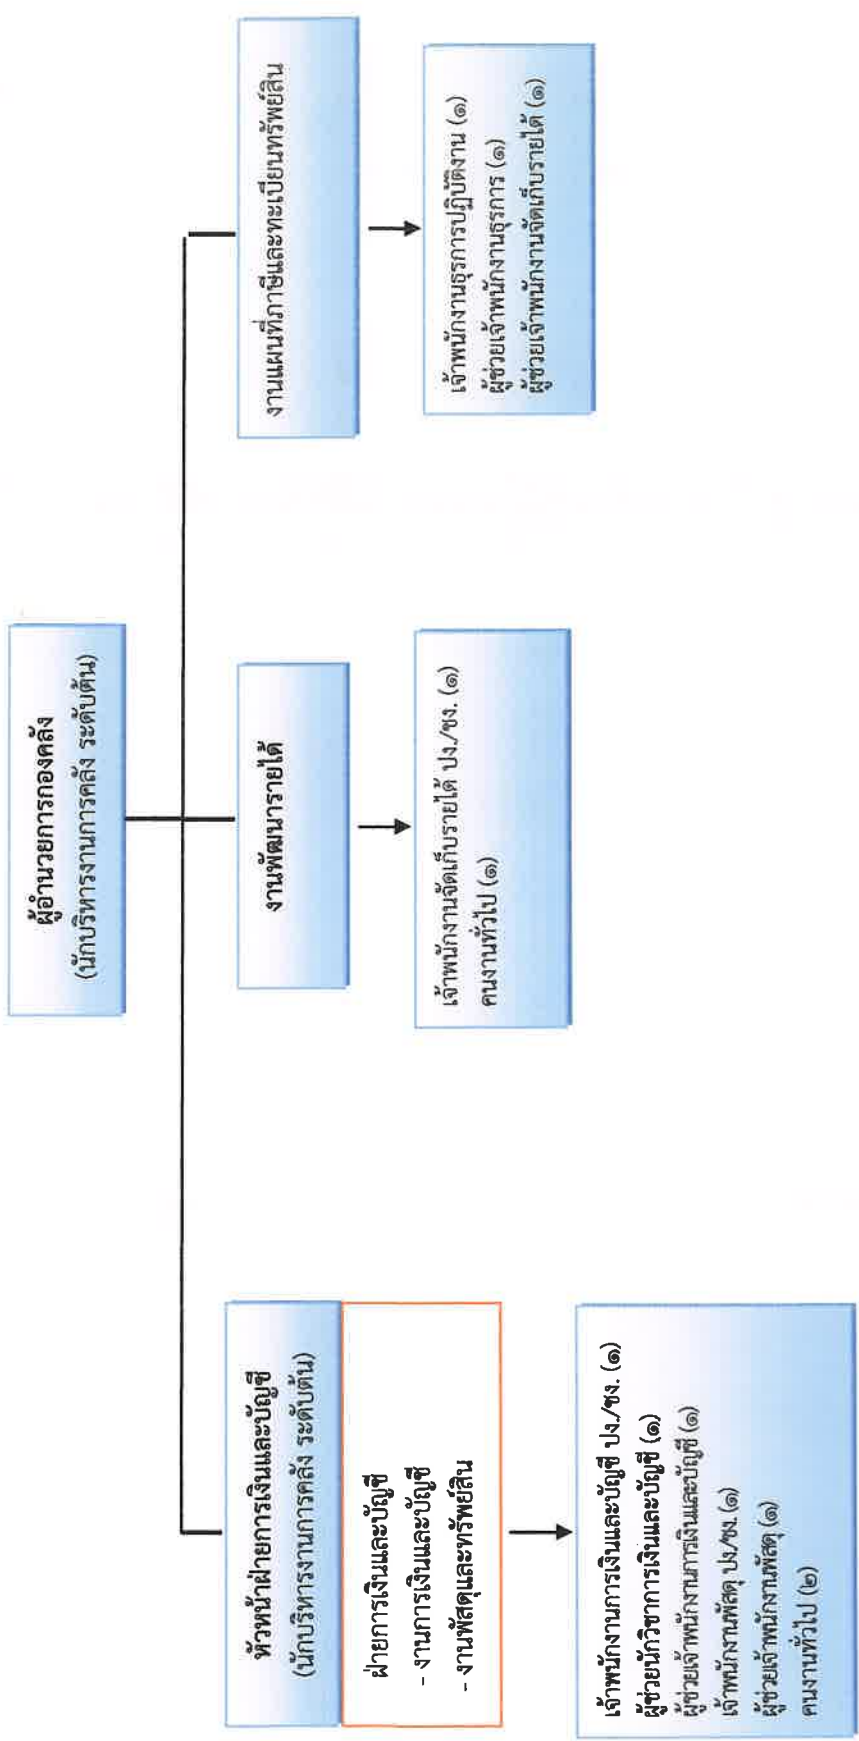 ผู้อำนวยการกองคลัง
(นักบริหารงานการคลัง ระดับต้น)
หัวหน้าฝ่ายการเงินและบัญชี
(นักบริหารงานการคลัง ระดับต้น)
ฝ่ายการเงินและบัญชี
- งานการเงินและบัญชี
- งานพัสดุและทรัพย์สิน
เจ้าพนักงานการเงินและบัญชี ปง./ชง. (๑)
ผู้ช่วยนักวิชาการเงินและบัญชี (๑)
ผู้ช่วยเจ้าพนักงานการเงินและบัญชี (๑)
เจ้าพนักงานพัสดุ ปง./ชง. (๑)
ผู้ช่วยเจ้าพนักงานพัสดุ (๑)
คนงานทั่วไป (๒)
งานพัฒนารายได้
เจ้าพนักงานจัดเก็บรายได้ ปง./ชง. (๑)
คนงานทั่วไป (๑)
งานแผนที่ภาษีและทะเบียนทรัพย์สิน
เจ้าพนักงานธุรการปฏิบัติงาน (๑)
ผู้ช่วยเจ้าพนักงานธุรการ (๑)
ผู้ช่วยเจ้าพนักงานจัดเก็บรายได้ (๑)